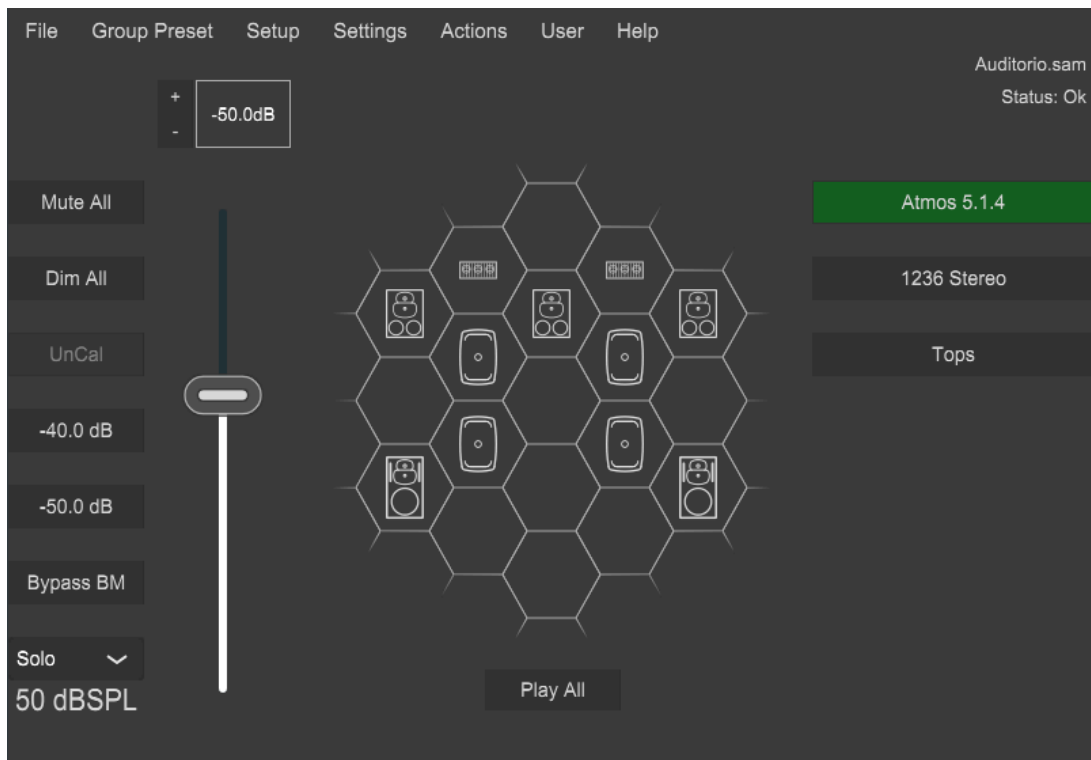 File Group Preset Setup Settings Actions User Help
Auditorio.sam
Status: Ok
+
-
-50.0dB
Mute All
Dim All
UnCal
-40.0 dB
-50.0 dB
Bypass BM
Solo
50 dBSPL
Play All
Atmos 5.1.4
1236 Stereo
Tops